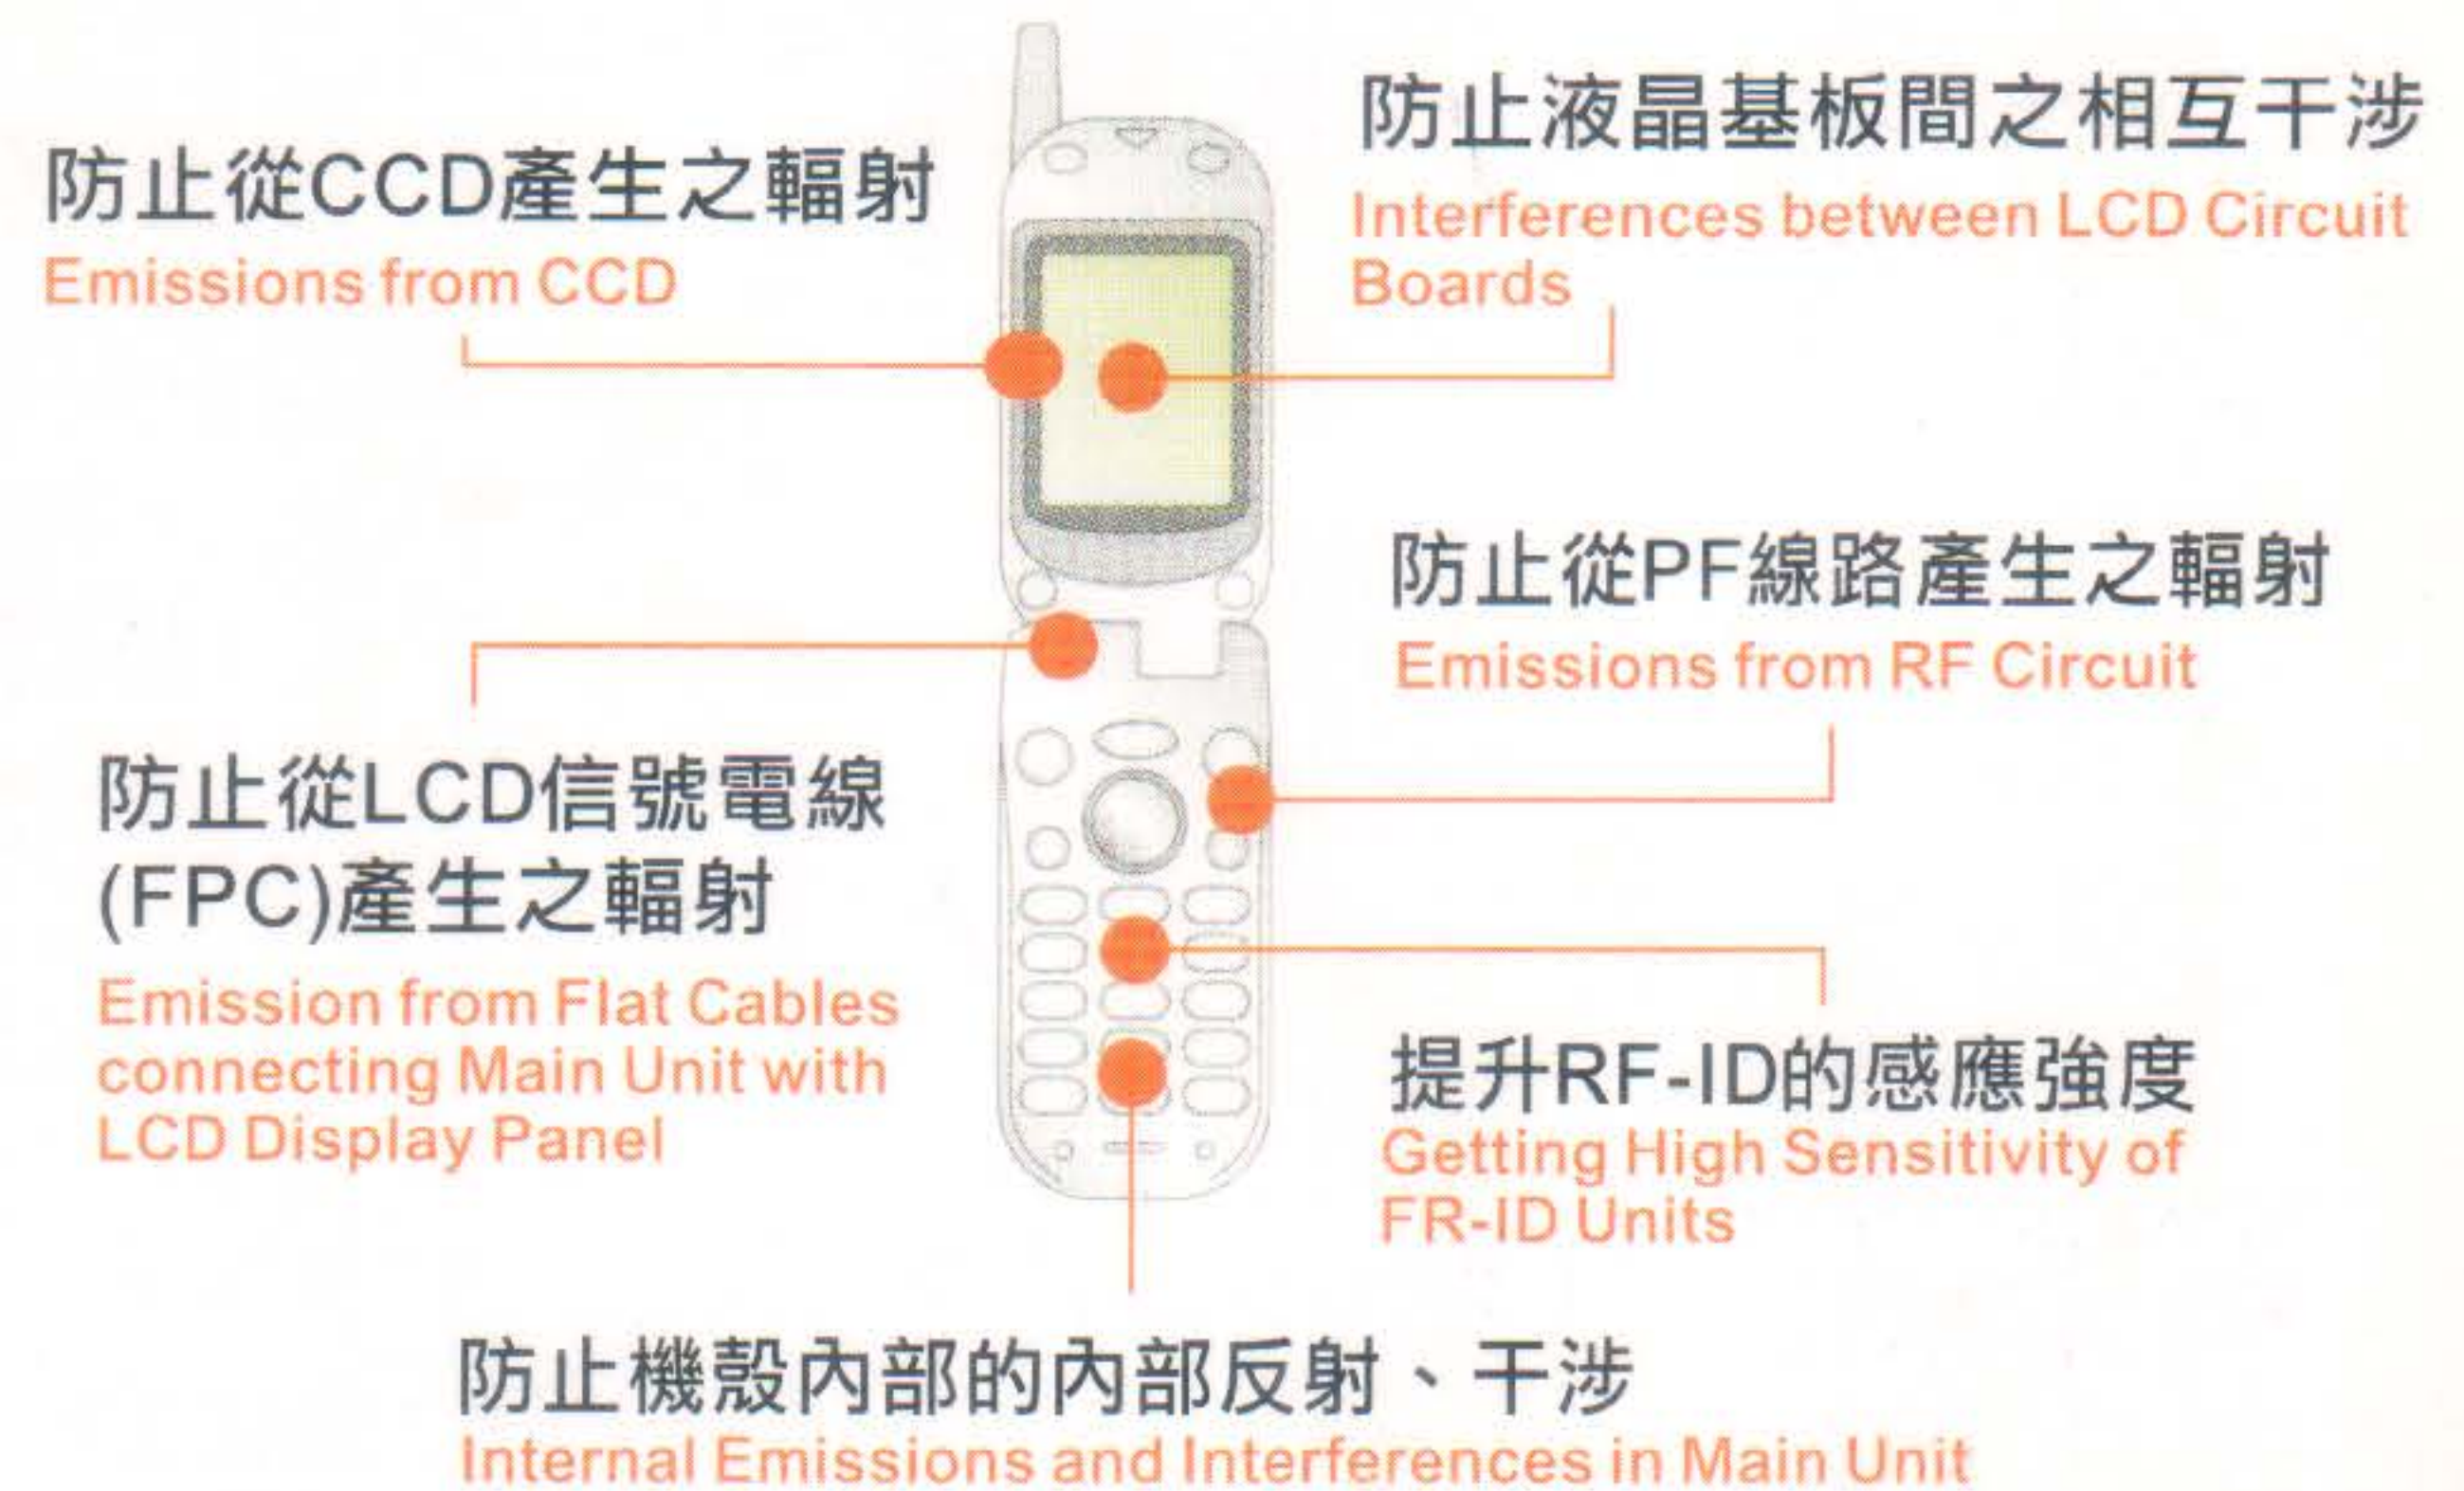 防止從CCD產生之輻射
Emissions from CCD
防止液晶基板間之相互干涉
Interferences between LCD Circuit
Boards
防止從PF線路產生之輻射
Emissions from RF Circuit
防止從LCD信號電線
(FPC)產生之輻射
Emission from Flat Cables
connecting Main Unit with
LCD Display Panel
提升RF-ID的感應強度
Getting High Sensitivity of
FR-ID Units
防止機殼內部的內部反射、干涉
Internal Emissions and Interferences in Main Unit